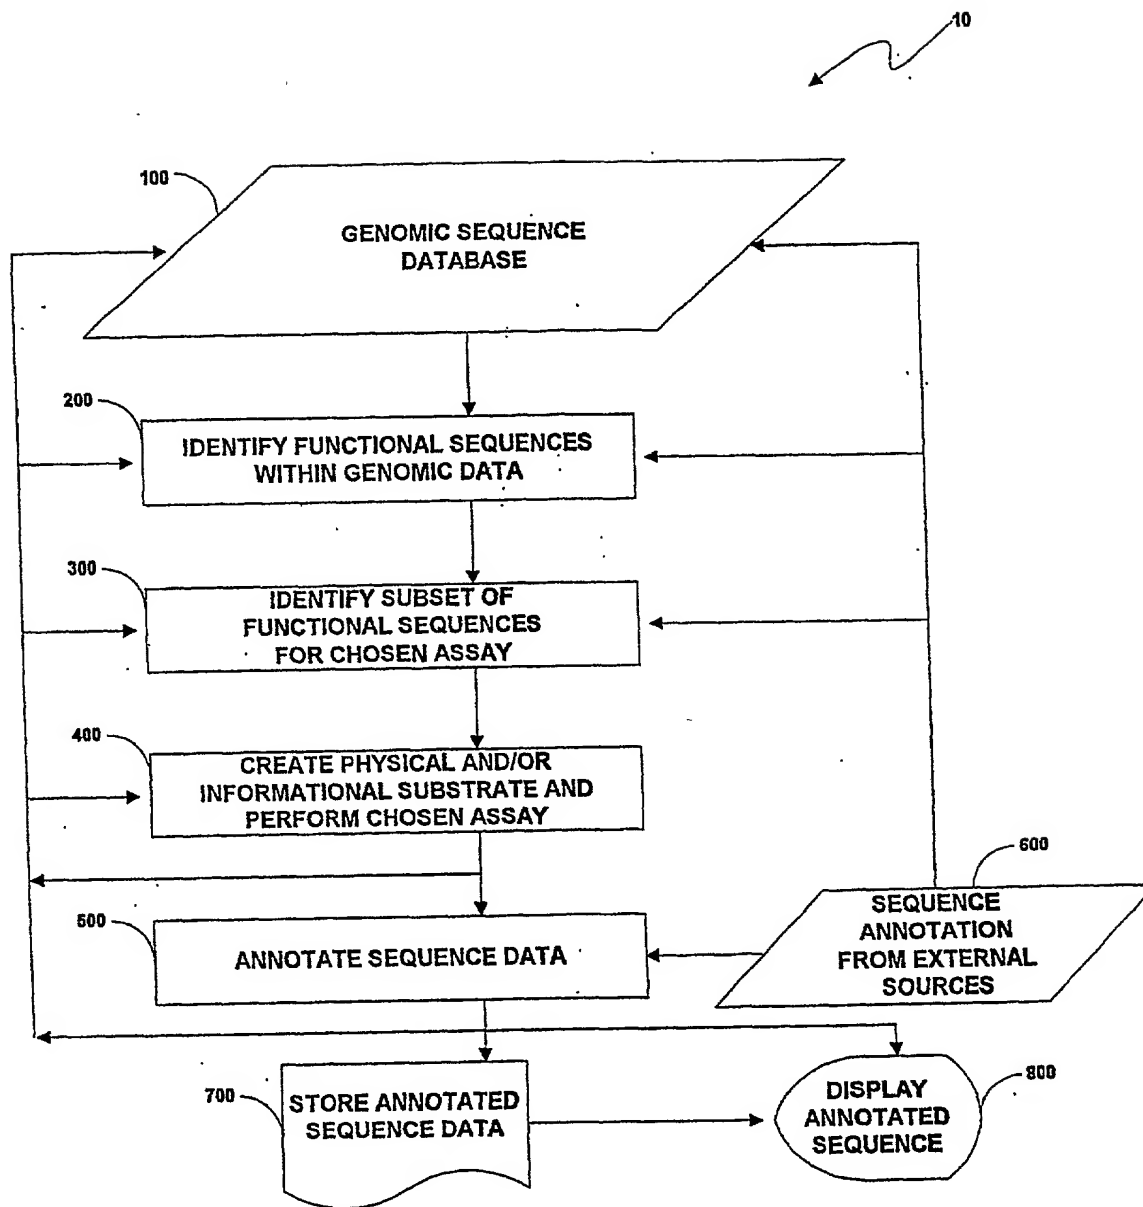 10
100
GENOMIC SEQUENCE
DATABASE
200
IDENTIFY FUNCTIONAL SEQUENCES
WITHIN GENOMIC DATA
300
IDENTIFY SUBSET OF
FUNCTIONAL SEQUENCES
FOR CHOSEN ASSAY
400
CREATE PHYSICAL AND/OR
INFORMATIONAL SUBSTRATE AND
PERFORM CHOSEN ASSAY
600
SEQUENCE
ANNOTATION
FROM EXTERNAL
SOURCES
500
ANNOTATE SEQUENCE DATA
700
STORE ANNOTATED
SEQUENCE DATA
800
DISPLAY
ANNOTATED
SEQUENCE